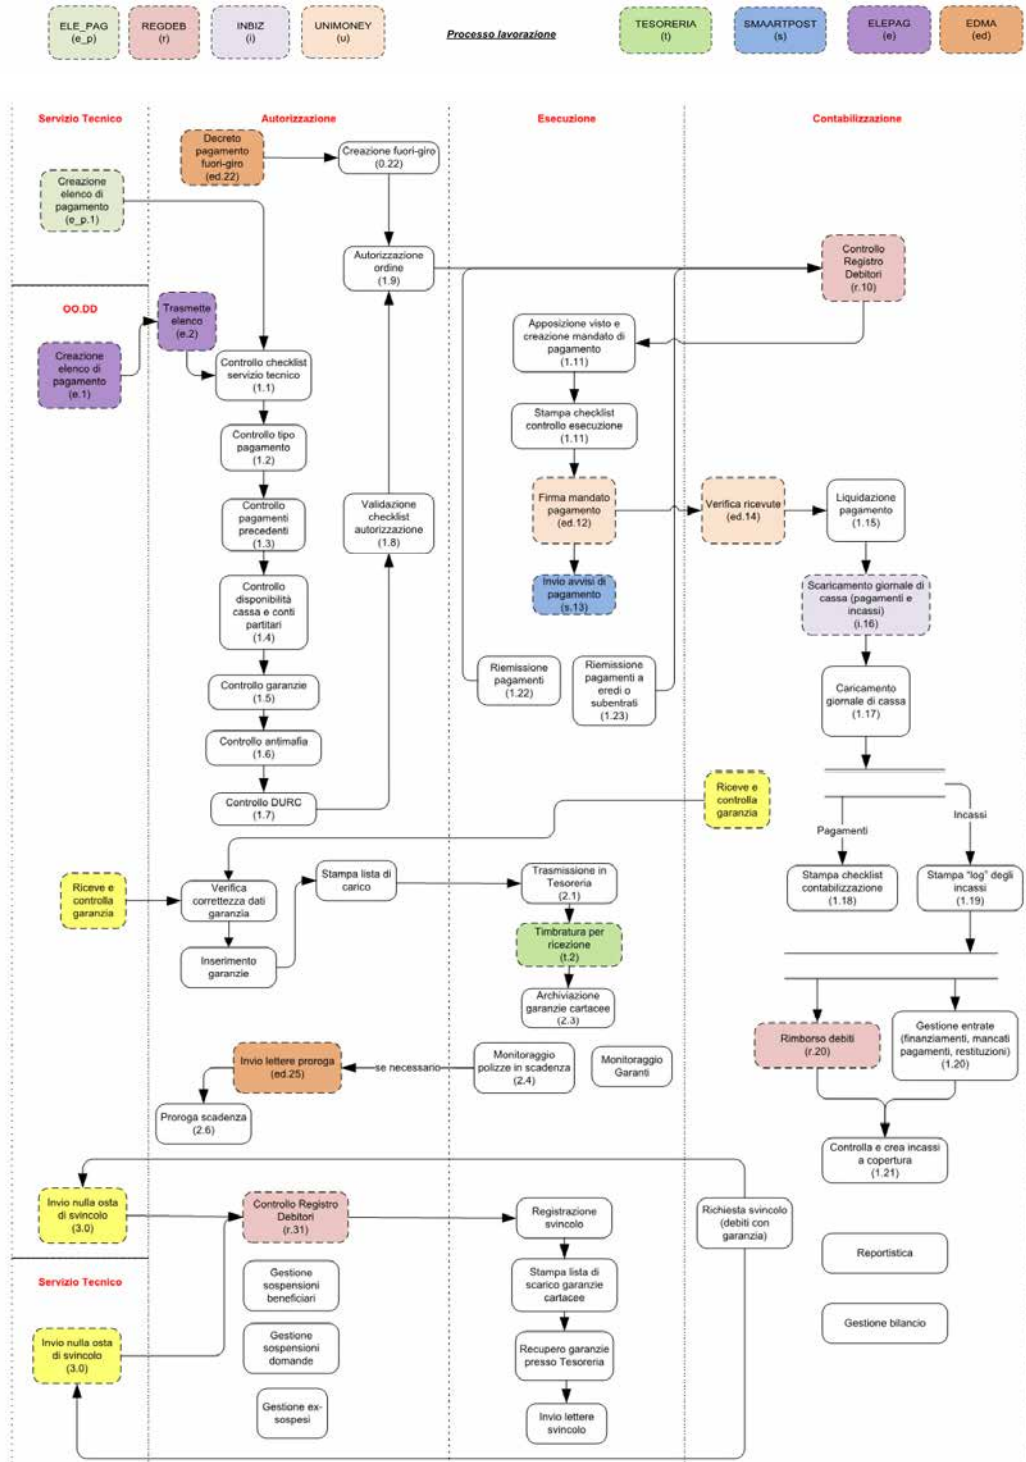 ELE_PAG
(e_p)
REGDEB
(r)
INBIZ
(i)
UNIMONEY
(u)
Processo lavorazione
TESORERIA
(t)
SMAARTPOST
(s)
ELEPAG
(e)
EDMA
(ed)
Servizio Tecnico
Autorizzazione
Esecuzione
Contabilizzazione
Decreto
pagamento
fuori-giro
(ed.22)
Creazione fuori-giro
(0.22)
Creazione
elenco di
pagamento
(e_p.1)
Autorizzazione
ordine
(1.9)
Controllo
Registro
Debitori
(r.10)
OO.DD
Trasmette
elenco
(e.2)
Creazione
elenco di
pagamento
(e.1)
Apposizione visto e
creazione mandato di
pagamento
(1.11)
Controllo checklist
servizio tecnico
(1.1)
Stampa checklist
controllo esecuzione
(1.11)
Controllo tipo
pagamento
(1.2)
Controllo
pagamenti
precedenti
(1.3)
Validazione
checklist
autorizzazione
(1.8)
Firma mandato
pagamento
(ed.12)
Verifica ricevute
(ed.14)
Liquidazione
pagamento
(1.15)
Controllo
disponibilità
cassa e conti
partitari
(1.4)
Invio avvisi di
pagamento
(s.13)
Scaricamento giornale di
cassa (pagamenti e
incassi)
(i.16)
Controllo garanzie
(1.5)
Riemissione
pagamenti
(1.22)
Riemissione
pagamenti a
eredi o
subentrati
(1.23)
Caricamento
giornale di cassa
(1.17)
Controllo antimafia
(1.6)
Controllo DURC
(1.7)
Riceve e
controlla
garanzia
Pagamenti
Incassi
Riceve e
controlla
garanzia
Verifica
correttezza dati
garanzia
Stampa lista di
carico
Trasmissione in
Tesoreria
(2.1)
Stampa checklist
contabilizzazione
(1.18)
Stampa “log” degli
incassi
(1.19)
Inserimento
garanzie
Timbratura per
ricezione
(t.2)
Archiviazione
garanzie cartacee
(2.3)
Rimborso debiti
(r.20)
Gestione entrate
(finanziamenti, mancati
pagamenti, restituzioni)
(1.20)
Invio lettere proroga
(ed.25)
se necessario
Monitoraggio
polizze in scadenza
(2.4)
Monitoraggio
Garanti
Proroga scadenza
(2.6)
Controlla e crea incassi
a copertura
(1.21)
Invio nulla osta
di svincolo
(3.0)
Controllo Registro
Debitori
(r.31)
Registrazione
svincolo
Richiesta svincolo
(debiti con
garanzia)
Reportistica
Servizio Tecnico
Gestione
sospensioni
beneficiari
Stampa lista di
scarico garanzie
cartacee
Gestione bilancio
Invio nulla osta
di svincolo
(3.0)
Gestione
sospensioni
domande
Recupero garanzie
presso Tesoreria
Gestione ex-
sospesi
Invio lettere
svincolo